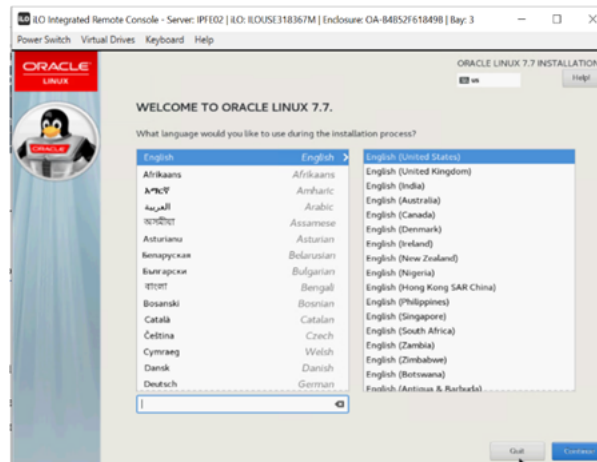 iLO Integrated Remote Console - Server: IPFE02 | iLO: ILOUSE318367M | Enclosure: OA-B4B52F61849B | Bay: 3
Power Switch Virtual Drives Keyboard Help
ORACLE
LINUX
ORACLE LINUX 7.7 INSTALLATION
us
Help!
ORACLE
WELCOME TO ORACLE LINUX 7.7.
What language would you like to use during the installation process?
English English
Afrikaans Afrikaans
አማርኛ Amharic
العربية Arabic
অসমীয়া Assamese
Asturianu Asturian
Беларуская Belarusian
Български Bulgarian
বাংলা Bengali
Bosanski Bosnian
Català Catalan
Čeština Czech
Cymraeg Welsh
Dansk Danish
Deutsch German
English (United States)
English (United Kingdom)
English (India)
English (Australia)
English (Canada)
English (Denmark)
English (Ireland)
English (New Zealand)
English (Nigeria)
English (Hong Kong SAR China)
English (Philippines)
English (Singapore)
English (South Africa)
English (Zambia)
English (Zimbabwe)
English (Botswana)
English (Antigua & Barbuda)
Quit
Continue